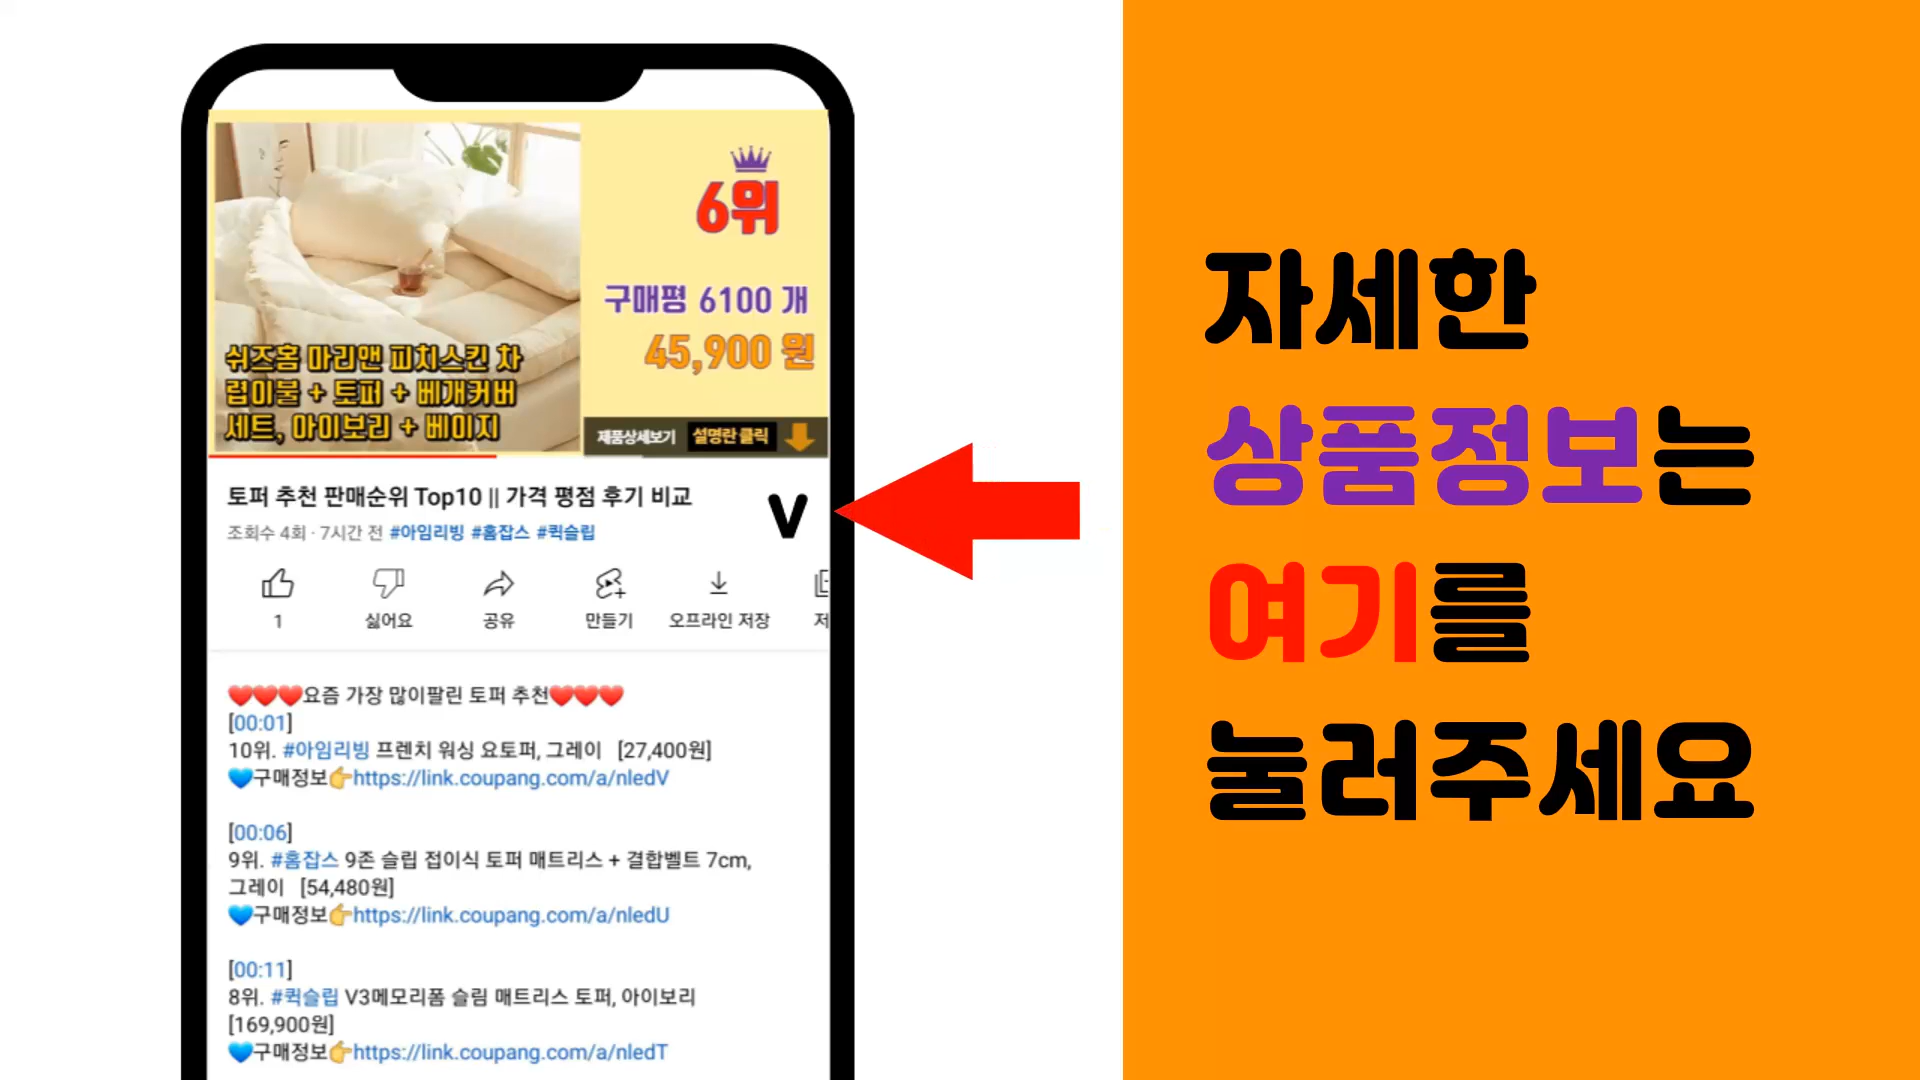 6위
구매평 6100 개
45,900 원
쉬즈홈 마리앤 피치스킨 차
렵이불 + 토퍼 + 베개커버
세트, 아이보리 + 베이지
제품상세보기 설명란 클릭
토퍼 추천 판매순위 Top10 || 가격 평점 후기 비교
조회수 4회 · 7시간 전 #아임리빙 #홈잡스 #퀵슬립
V
1 싫어요 공유 만들기 오프라인 저장 저
❤️❤️❤️요즘 가장 많이팔린 토퍼 추천❤️❤️❤️
[00:01]
10위. #아임리빙 프렌치 워싱 요토퍼, 그레이 [27,400원]
💙구매정보👉https://link.coupang.com/a/nledV
[00:06]
9위. #홈잡스 9존 슬립 접이식 토퍼 매트리스 + 결합벨트 7cm,
그레이 [54,480원]
💙구매정보👉https://link.coupang.com/a/nledU
[00:11]
8위. #퀵슬립 V3메모리폼 슬림 매트리스 토퍼, 아이보리
[169,900원]
💙구매정보👉https://link.coupang.com/a/nledT
자세한
상품정보는
여기를
눌러주세요